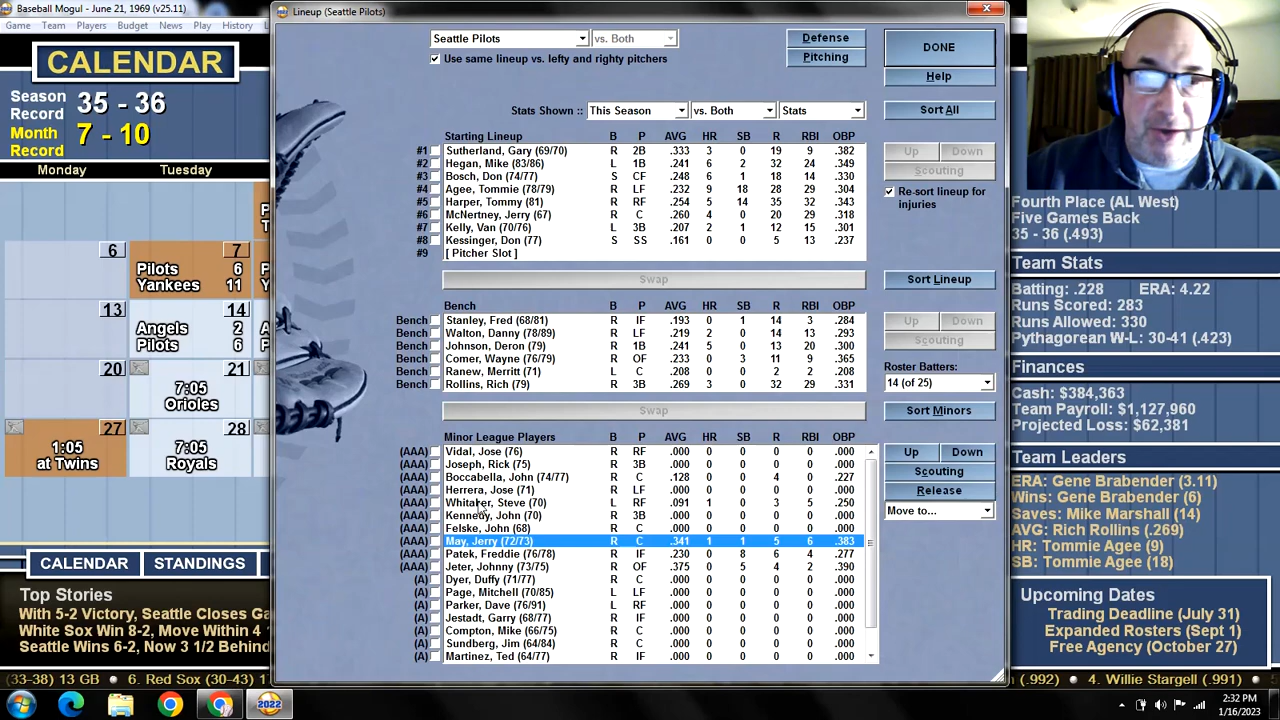 Baseball Mogul - June 21, 1969 (v25.11)
Game Team Players Budget News Play History
CALENDAR
Season Record 35 - 36
Month Record 7 - 10
Monday Tuesday
6 7
Pilots 6
Yankees 11
13 14
Angels 2
Pilots 6
20 21
7:05
Orioles
27 28
1:05
at Twins
7:05
Royals
CALENDAR STANDINGS
Top Stories
With 5-2 Victory, Seattle Closes Ga
White Sox Win 8-2, Move Within 4
Seattle Wins 6-2, Now 3 1/2 Behind
(33-38) 13 GB • 6. Red Sox (30-43) 1
Lineup (Seattle Pilots)
Seattle Pilots vs. Both
Use same lineup vs. lefty and righty pitchers
Defense
Pitching
DONE
Help
Stats Shown :: This Season vs. Both Stats
Sort All
Starting Lineup B P AVG HR SB R RBI OBP
#1 Sutherland, Gary (69/70) R 2B .333 3 0 19 9 .382
#2 Hegan, Mike (83/86) L 1B .241 6 1 32 24 .349
#3 Bosch, Don (74/77) S CF .248 6 1 18 14 .330
#4 Agee, Tommie (78/79) R LF .232 9 18 28 29 .304
#5 Harper, Tommy (81) R RF .254 5 14 35 32 .343
#6 McNertney, Jerry (67) R C .260 4 0 20 29 .318
#7 Kelly, Van (70/76) L 3B .207 2 1 12 15 .301
#8 Kessinger, Don (77) S SS .161 0 0 5 13 .237
#9 [ Pitcher Slot ]
Up Down
Scouting
Re-sort lineup for injuries
Swap
Sort Lineup
Bench B P AVG HR SB R RBI OBP
Bench Stanley, Fred (68/81) R IF .193 0 1 14 3 .284
Bench Walton, Danny (78/89) R LF .219 2 0 14 13 .293
Bench Johnson, Deron (79) R 1B .241 5 0 13 20 .300
Bench Comer, Wayne (76/79) R OF .233 0 3 11 9 .365
Bench Ranew, Merritt (71) L C .208 0 0 2 2 .208
Bench Rollins, Rich (79) R 3B .269 3 0 32 29 .331
Up Down
Scouting
Roster Batters:
14 (of 25)
Swap
Sort Minors
Minor League Players B P AVG HR SB R RBI OBP
(AAA) Vidal, Jose (76) R RF .000 0 0 0 0 .000
(AAA) Joseph, Rick (75) R 3B .000 0 0 0 0 .000
(AAA) Boccabella, John (74/77) R C .128 0 0 4 0 .227
(AAA) Herrera, Jose (71) R LF .000 0 0 0 0 .000
(AAA) Whitaker, Steve (70) L RF .091 1 0 3 5 .250
(AAA) Kennedy, John (70) R 3B .000 0 0 0 0 .000
(AAA) Felske, John (68) R C .000 0 0 0 0 .000
(AAA) May, Jerry (72/73) R C .341 1 1 5 6 .383
(AAA) Patek, Freddie (76/78) R IF .230 0 8 6 4 .277
(AAA) Jeter, Johnny (73/75) R OF .375 0 5 4 2 .390
(A) Dyer, Duffy (71/77) R C .000 0 0 0 0 .000
(A) Page, Mitchell (70/85) L LF .000 0 0 0 0 .000
(A) Parker, Dave (76/91) L RF .000 0 0 0 0 .000
(A) Jestadt, Garry (68/77) R IF .000 0 0 0 0 .000
(A) Compton, Mike (66/75) R C .000 0 0 0 0 .000
(A) Sundberg, Jim (64/84) R C .000 0 0 0 0 .000
(A) Martinez, Ted (64/77) R IF .000 0 0 0 0 .000
Up Down
Scouting
Release
Move to...
Fourth Place (AL West)
Five Games Back
35 - 36 (.493)
Team Stats
Batting: .228 ERA: 4.22
Runs Scored: 283
Runs Allowed: 330
Pythagorean W-L: 30-41 (.423)
Finances
Cash: $384,363
Team Payroll: $1,127,960
Projected Loss: $62,381
Team Leaders
ERA: Gene Brabender (3.11)
Wins: Gene Brabender (6)
Saves: Mike Marshall (14)
AVG: Rich Rollins (.269)
HR: Tommie Agee (9)
SB: Tommie Agee (18)
Upcoming Dates
Trading Deadline (July 31)
Expanded Rosters (Sept 1)
Free Agency (October 27)
(.992) • 4. Willie Stargell (.991)
2022
2:32 PM
1/16/2023